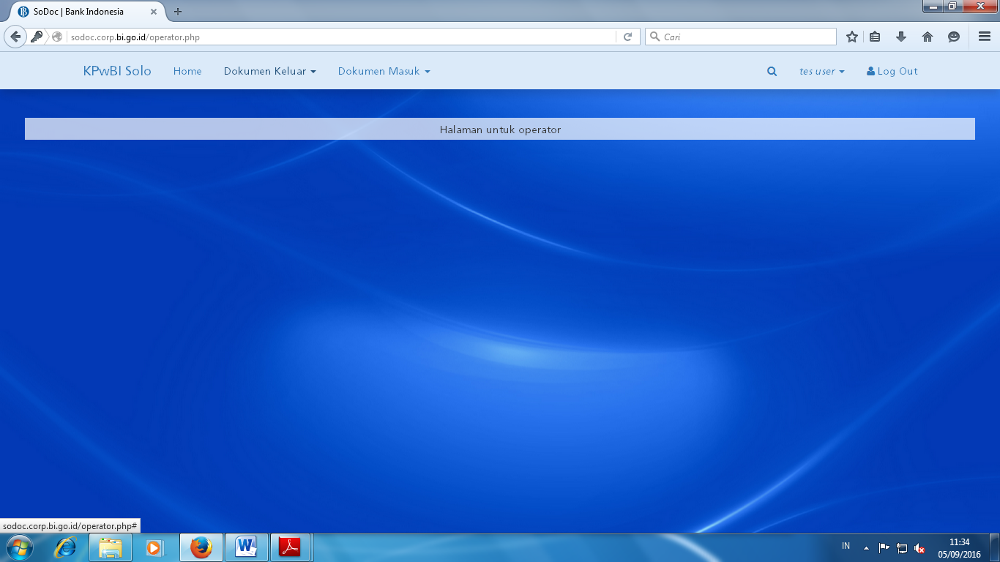 SoDoc | Bank Indonesia
sodoc.corp.bi.go.id/operator.php
Cari
KPwBI Solo
Home
Dokumen Keluar
Dokumen Masuk
tes user
Log Out
Halaman untuk operator
sodoc.corp.bi.go.id/operator.php#
IN
11:34
05/09/2016